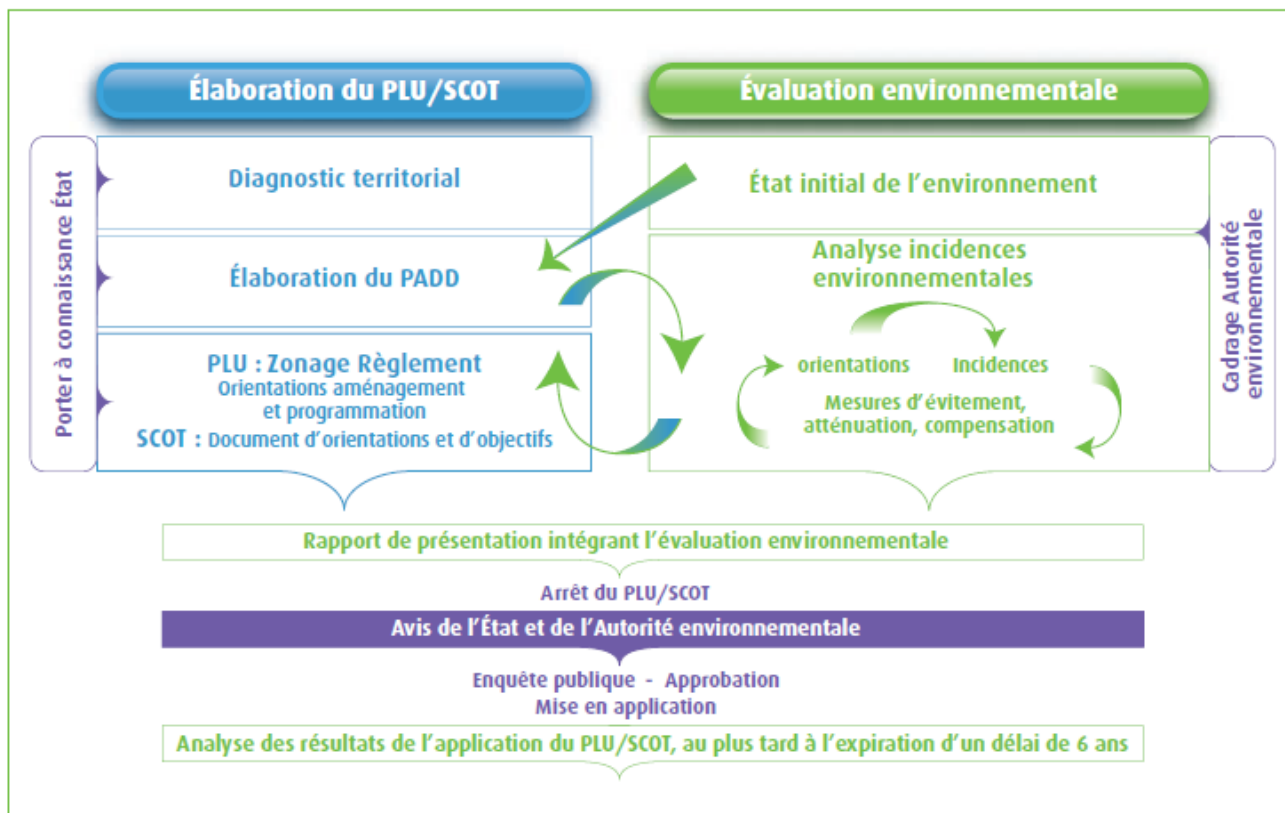 Élaboration du PLU/SCOT
Évaluation environnementale
Porter à connaissance État
Diagnostic territorial
État initial de l'environnement
Cadrage Autorité
environnementale
Élaboration du PADD
Analyse incidences
environnementales
PLU : Zonage Règlement
Orientations aménagement
et programmation
SCOT : Document d'orientations et d'objectifs
orientations
Incidences
Mesures d'évitement,
atténuation, compensation
Rapport de présentation intégrant l'évaluation environnementale
Arrêt du PLU/SCOT
Avis de l'État et de l'Autorité environnementale
Enquête publique - Approbation
Mise en application
Analyse des résultats de l'application du PLU/SCOT, au plus tard à l'expiration d'un délai de 6 ans